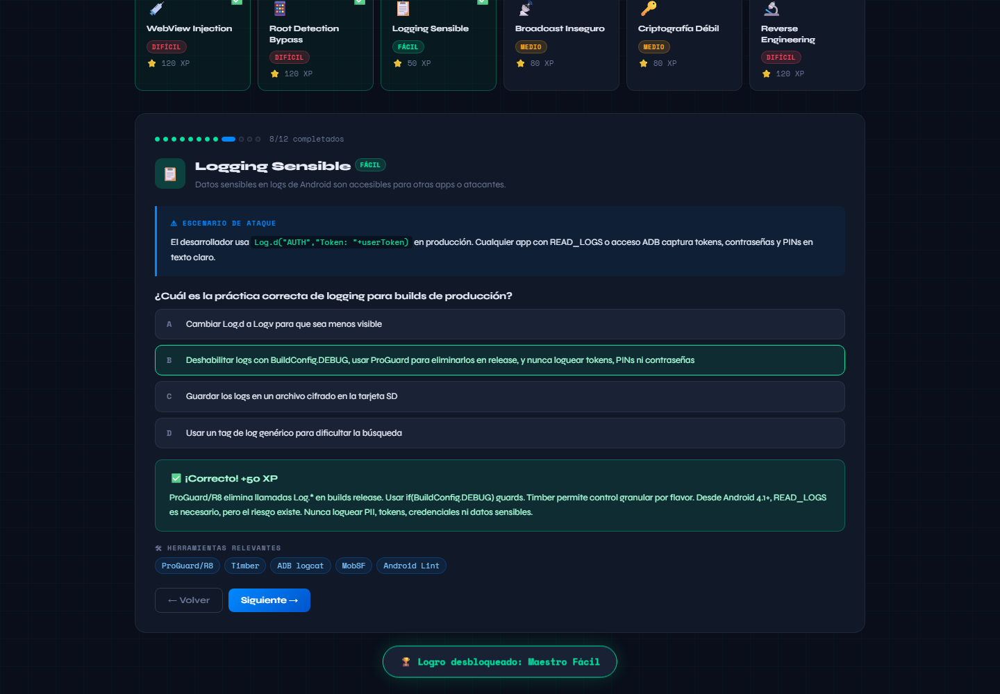 WebView Injection
DIFÍCIL
120 XP
Root Detection
Bypass
DIFÍCIL
120 XP
Logging Sensible
FÁCIL
50 XP
Broadcast Inseguro
MEDIO
80 XP
Criptografía Débil
MEDIO
80 XP
Reverse
Engineering
DIFÍCIL
120 XP
8/12 completados
Logging Sensible FÁCIL
Datos sensibles en logs de Android son accesibles para otras apps o atacantes.
⚠ ESCENARIO DE ATAQUE
El desarrollador usa Log.d("AUTH","Token: "+userToken) en producción. Cualquier app con READ_LOGS o acceso ADB captura tokens, contraseñas y PINs en
texto claro.
¿Cuál es la práctica correcta de logging para builds de producción?
A Cambiar Log.d a Log.v para que sea menos visible
B Deshabilitar logs con BuildConfig.DEBUG, usar ProGuard para eliminarlos en release, y nunca loguear tokens, PINs ni contraseñas
C Guardar los logs en un archivo cifrado en la tarjeta SD
D Usar un tag de log genérico para dificultar la búsqueda
✅ ¡Correcto! +50 XP
ProGuard/R8 elimina llamadas Log.* en builds release. Usar if(BuildConfig.DEBUG) guards. Timber permite control granular por flavor. Desde Android 4.1+, READ_LOGS
es necesario, pero el riesgo existe. Nunca loguear PII, tokens, credenciales ni datos sensibles.
🛠 HERRAMIENTAS RELEVANTES
ProGuard/R8 Timber ADB logcat MobSF Android Lint
← Volver Siguiente →
🏆 Logro desbloqueado: Maestro Fácil